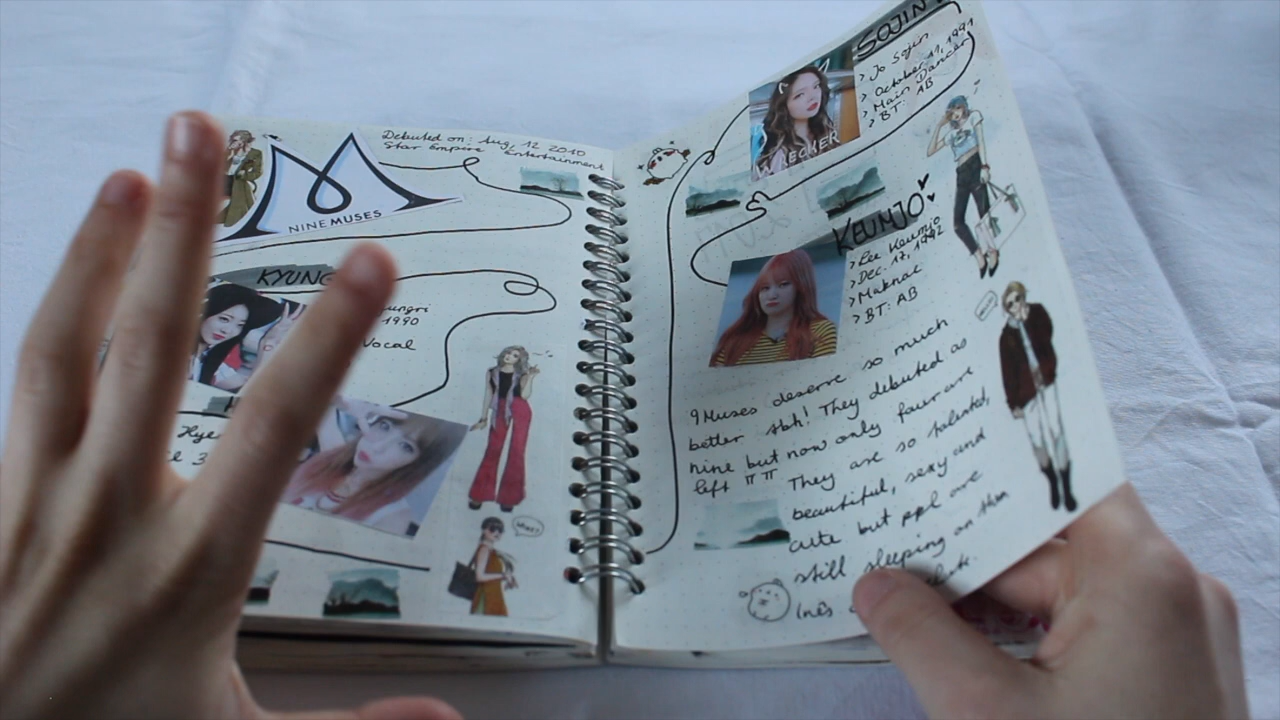 Debuted on: Aug, 12 2010
Star Empire Entertainment
NINE MUSES
KYUNG
1990
Vocal
SOJIN
> Jo Sojin
> October 11, 1991
> Main Dancer
> BT: AB
KEUMJO
> Lee Keumjo
> Dec. 17, 1992
> Maknae
> BT: AB
9Muses deserve so much
better tbh! They debuted as
nine but now only four are
left ㅠㅠ They are so talented,
beautiful, sexy and
cute but ppl are
still sleeping on them
Inês